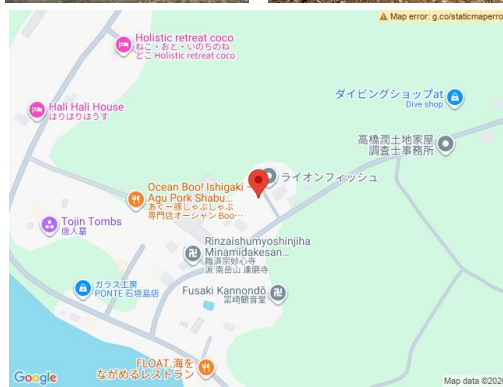 Map error: g.co/staticmaperro
Holistic retreat coco
ねこ・おと・いのちのね
どこ Holistic retreat coco
ダイビングショップat
Dive shop
Hali Hali House
はりはりはうす
高橋潤土地家屋
調査士事務所
ライオンフィッシュ
Ocean Boo! Ishigaki -
Agu Pork Shabu...
あぐー豚しゃぶしゃぶ
専門店オーシャン Boo…
Tojin Tombs
唐人墓
Rinzaishumyoshinjiha
Minamidakesan...
臨済宗妙心寺
派 南岳山 達磨寺
ガラス工房
PONTE 石垣島店
Fusaki Kannondō
冨崎観音堂
FLOAT.海を
ながめるレストラン
Google
Map data ©202